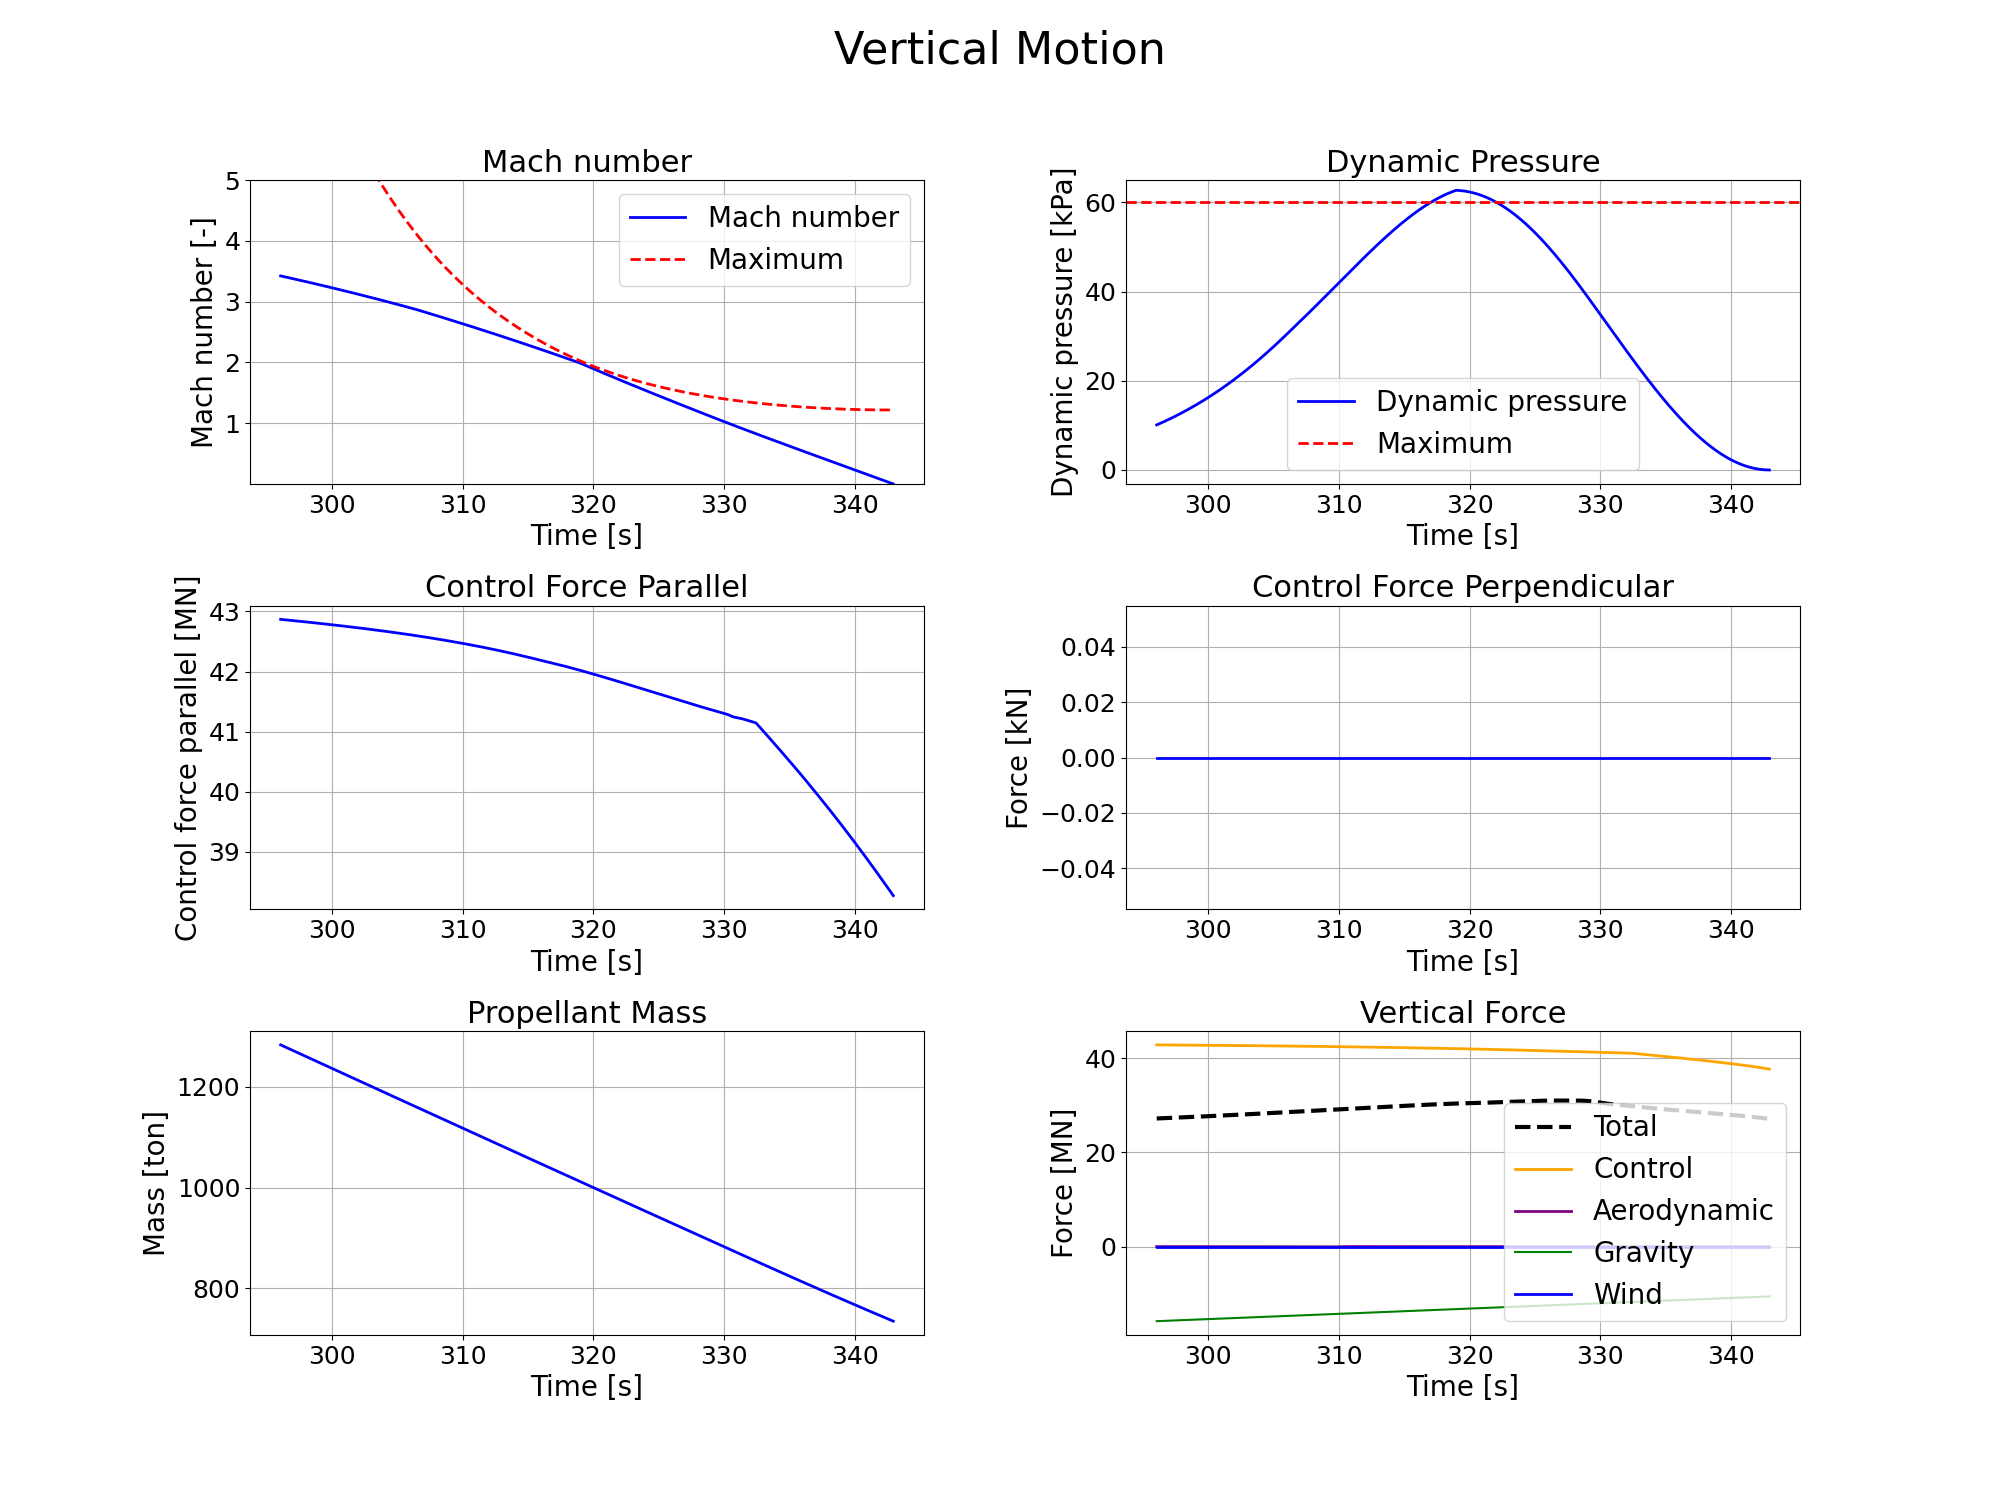 Vertical Motion
Mach number
Mach number [-]
5
4
3
2
1
Mach number
Maximum
300 310 320 330 340
Time [s]
Dynamic Pressure
Dynamic pressure [kPa]
60
40
20
0
Dynamic pressure
Maximum
300 310 320 330 340
Time [s]
Control Force Parallel
Control force parallel [MN]
43
42
41
40
39
300 310 320 330 340
Time [s]
Control Force Perpendicular
Force [kN]
0.04
0.02
0.00
−0.02
−0.04
300 310 320 330 340
Time [s]
Propellant Mass
Mass [ton]
1200
1000
800
300 310 320 330 340
Time [s]
Vertical Force
Force [MN]
40
20
0
Total
Control
Aerodynamic
Gravity
Wind
300 310 320 330 340
Time [s]